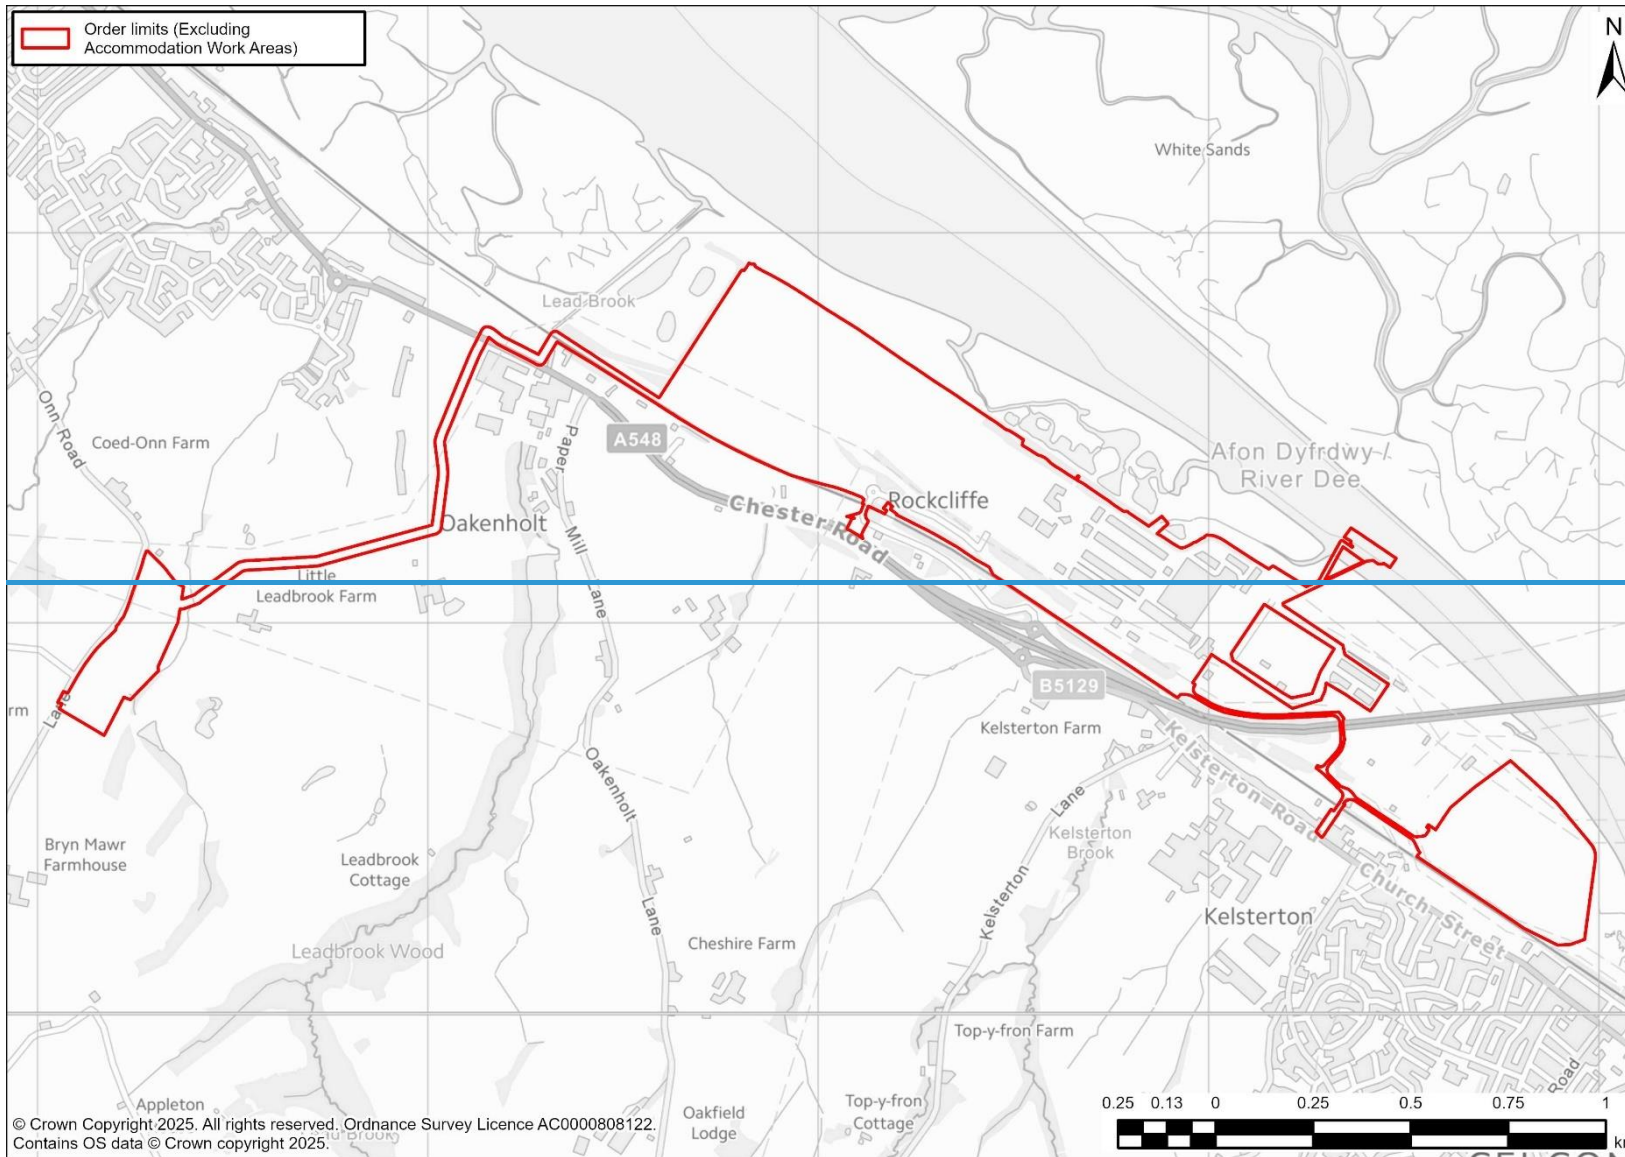 Order limits (Excluding
Accommodation Work Areas)
N
White Sands
Lead Brook
Onn Road
Coed-Onn Farm
A548
Paper
Mill
Lane
Afon Dyfrdwy /
River Dee
Rockcliffe
Chester Road
Oakenholt
Little
Leadbrook Farm
rm
Lane
B5129
Kelsterton Farm
Kelsterton Road
Oakenholt
Lane
Lane
Kelsterton
Kelsterton
Brook
Bryn Mawr
Farmhouse
Leadbrook
Cottage
Church Street
Kelsterton
Cheshire Farm
Leadbrook Wood
Top-y-fron Farm
Road
Appleton
Oakfield
Lodge
Top-y-fron
Cottage
0.25 0.13 0 0.25 0.5 0.75 1
© Crown Copyright 2025. All rights reserved. Ordnance Survey Licence AC0000808122.
Contains OS data © Crown copyright 2025.